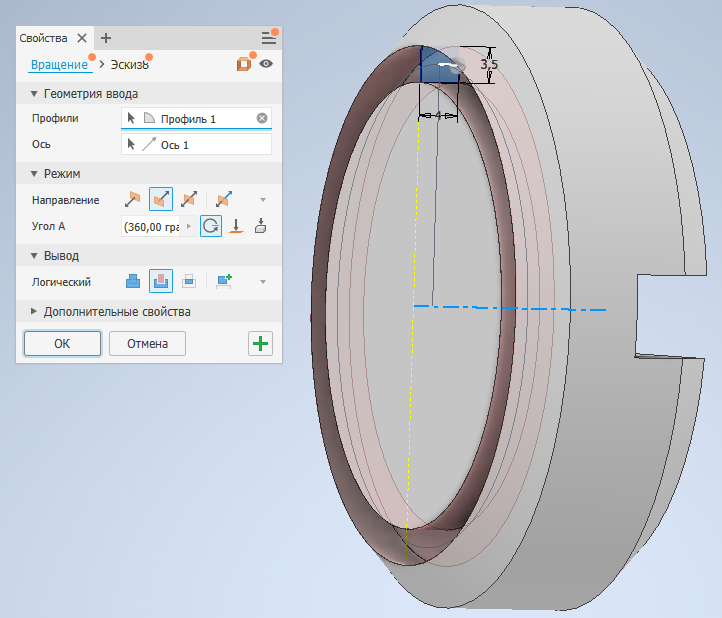 Свойства
Вращение
Эскиз8
Геометрия ввода
Профили
Профиль 1
Ось
Ось 1
Режим
Направление
Угол А
(360,00 гра
Вывод
Логический
Дополнительные свойства
ОК
Отмена
3,5
4